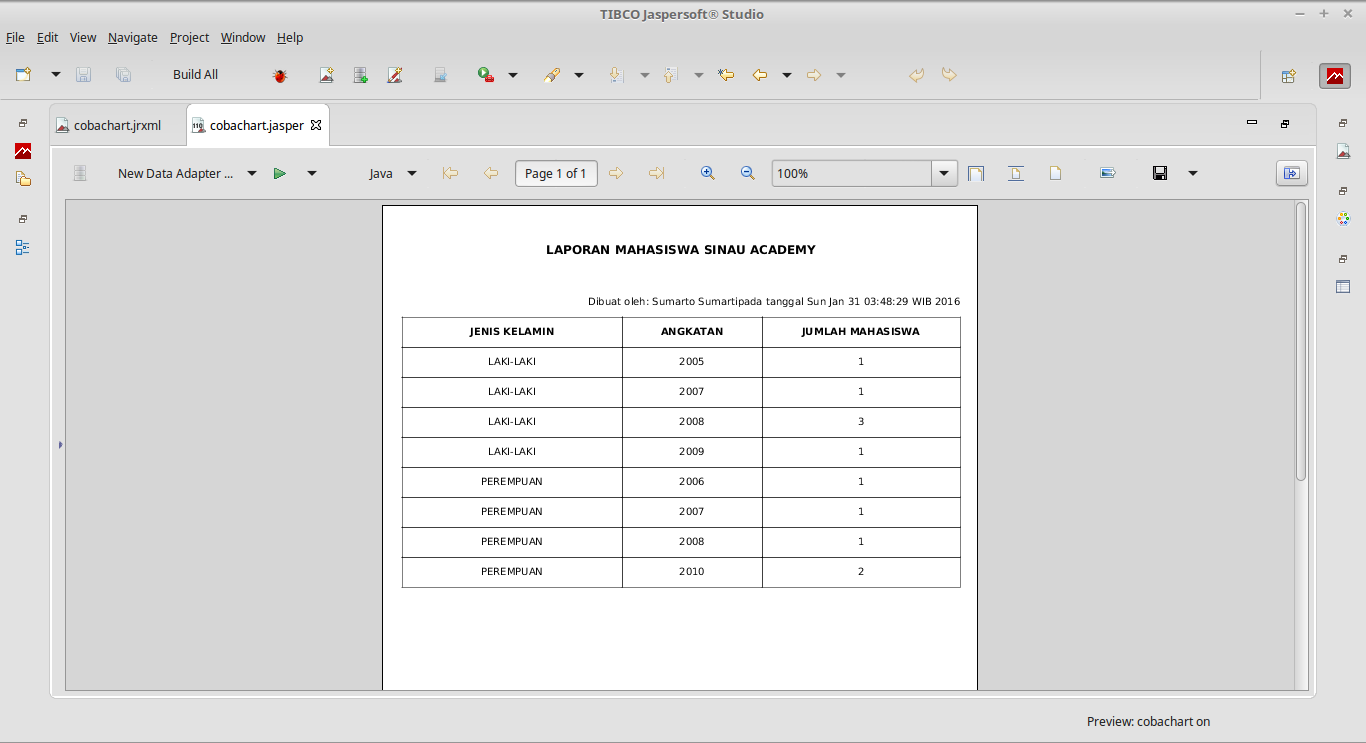 TIBCO Jaspersoft® Studio
File Edit View Navigate Project Window Help
Build All
cobachart.jrxml cobachart.jasper
New Data Adapter ... Java Page 1 of 1 100%
LAPORAN MAHASISWA SINAU ACADEMY
Dibuat oleh: Sumarto Sumartipada tanggal Sun Jan 31 03:48:29 WIB 2016
JENIS KELAMIN ANGKATAN JUMLAH MAHASISWA
LAKI-LAKI 2005 1
LAKI-LAKI 2007 1
LAKI-LAKI 2008 3
LAKI-LAKI 2009 1
PEREMPUAN 2006 1
PEREMPUAN 2007 1
PEREMPUAN 2008 1
PEREMPUAN 2010 2
Preview: cobachart on